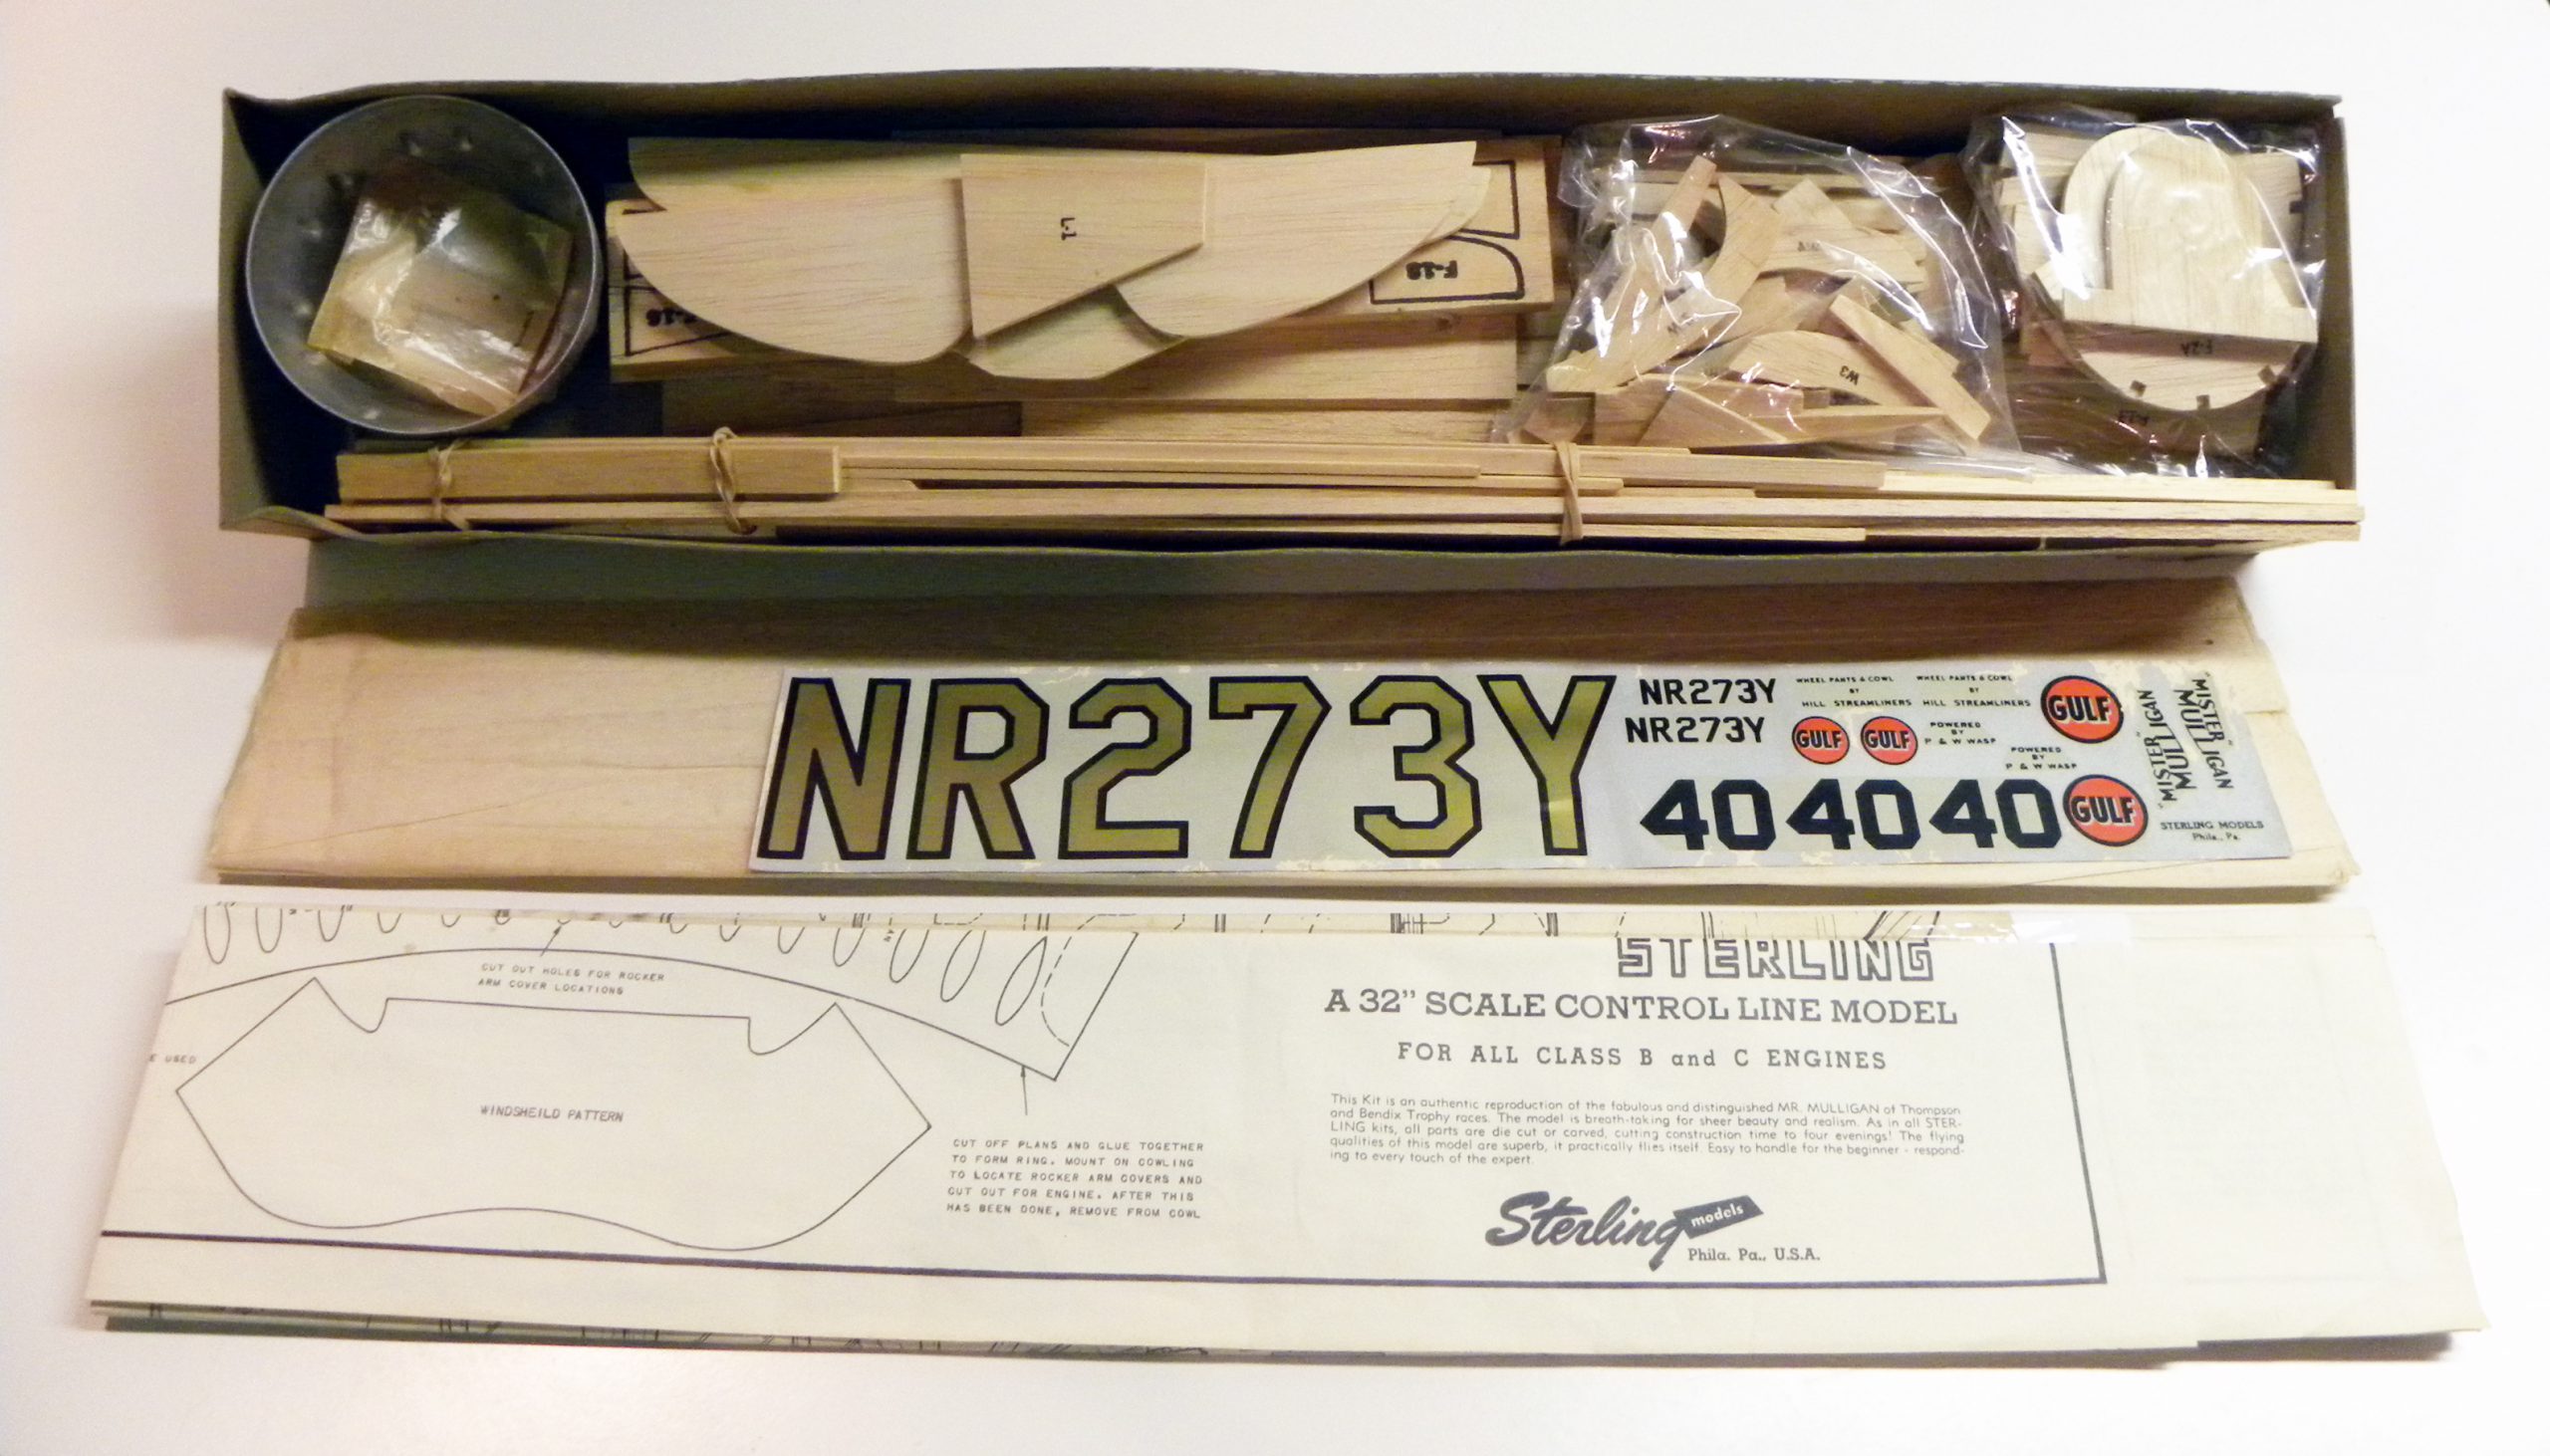 L-1
F-18
F-18
W3
F-2A
NR273Y
NR273Y
NR273Y
WHEEL PANTS & COWL
BY
HILL STREAMLINERS
WHEEL PANTS & COWL
BY
HILL STREAMLINERS
GULF
GULF
GULF
POWERED
BY
P & W WASP
POWERED
BY
P & W WASP
40 40 40
GULF
"MISTER
MULLIGAN"
"MISTER
MULLIGAN"
STERLING MODELS
Phila., Pa.
CUT OUT HOLES FOR ROCKER
ARM COVER LOCATIONS
E USED
WINDSHEILD PATTERN
CUT OFF PLANS AND GLUE TOGETHER
TO FORM RING. MOUNT ON COWLING
TO LOCATE ROCKER ARM COVERS AND
CUT OUT FOR ENGINE. AFTER THIS
HAS BEEN DONE, REMOVE FROM COWL
STERLING
A 32" SCALE CONTROL LINE MODEL
FOR ALL CLASS B and C ENGINES
This Kit is an authentic reproduction of the fabulous and distinguished MR. MULLIGAN of Thompson
and Bendix Trophy races. The model is breath-taking for sheer beauty and realism. As in all STER-
LING kits, all parts are die cut or carved, cutting construction time to four evenings! The flying
qualities of this model are superb, it practically flies itself. Easy to handle for the beginner - respond-
ing to every touch of the expert.
Sterling models
Phila. Pa., U.S.A.